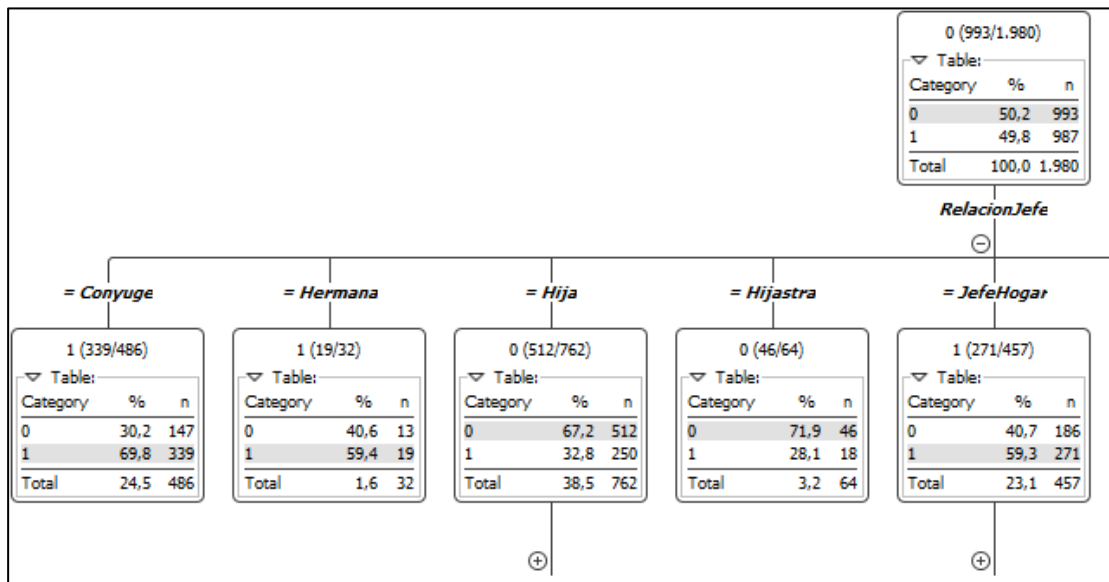 0 (993/1.980)
Table:
Category % n
0 50,2 993
1 49,8 987
Total 100,0 1.980
RelacionJefe
= Conyuge
1 (339/486)
Table:
Category % n
0 30,2 147
1 69,8 339
Total 24,5 486
= Hermana
1 (19/32)
Table:
Category % n
0 40,6 13
1 59,4 19
Total 1,6 32
= Hija
0 (512/762)
Table:
Category % n
0 67,2 512
1 32,8 250
Total 38,5 762
= Hijastra
0 (46/64)
Table:
Category % n
0 71,9 46
1 28,1 18
Total 3,2 64
= JefeHogar
1 (271/457)
Table:
Category % n
0 40,7 186
1 59,3 271
Total 23,1 457